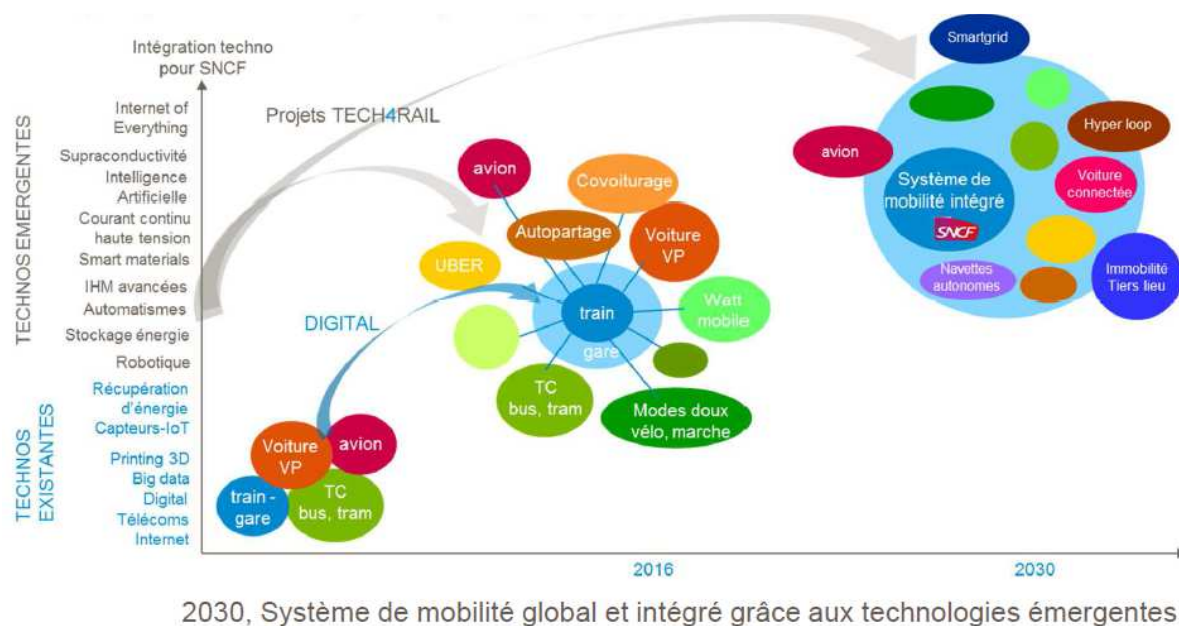 Intégration techno
pour SNCF
TECHNOS EMERGENTES
Internet of
Everything
Supraconductivité
Intelligence
Artificielle
Courant continu
haute tension
Smart materials
IHM avancées
Automatismes
Stockage énergie
Robotique
TECHNOS
EXISTANTES
Récupération
d'énergie
Capteurs-IoT
Printing 3D
Big data
Digital
Télécoms
Internet
Projets TECH4RAIL
DIGITAL
Voiture
VP
avion
train -
gare
TC
bus, tram
avion
Covoiturage
Autopartage
Voiture
VP
UBER
train
gare
Watt
mobile
TC
bus, tram
Modes doux
vélo, marche
Smartgrid
Hyper loop
avion
Système de
mobilité intégré
SNCF
Voiture
connectée
Navettes
autonomes
Immobilité
Tiers lieu
2016
2030
2030, Système de mobilité global et intégré grâce aux technologies émergentes